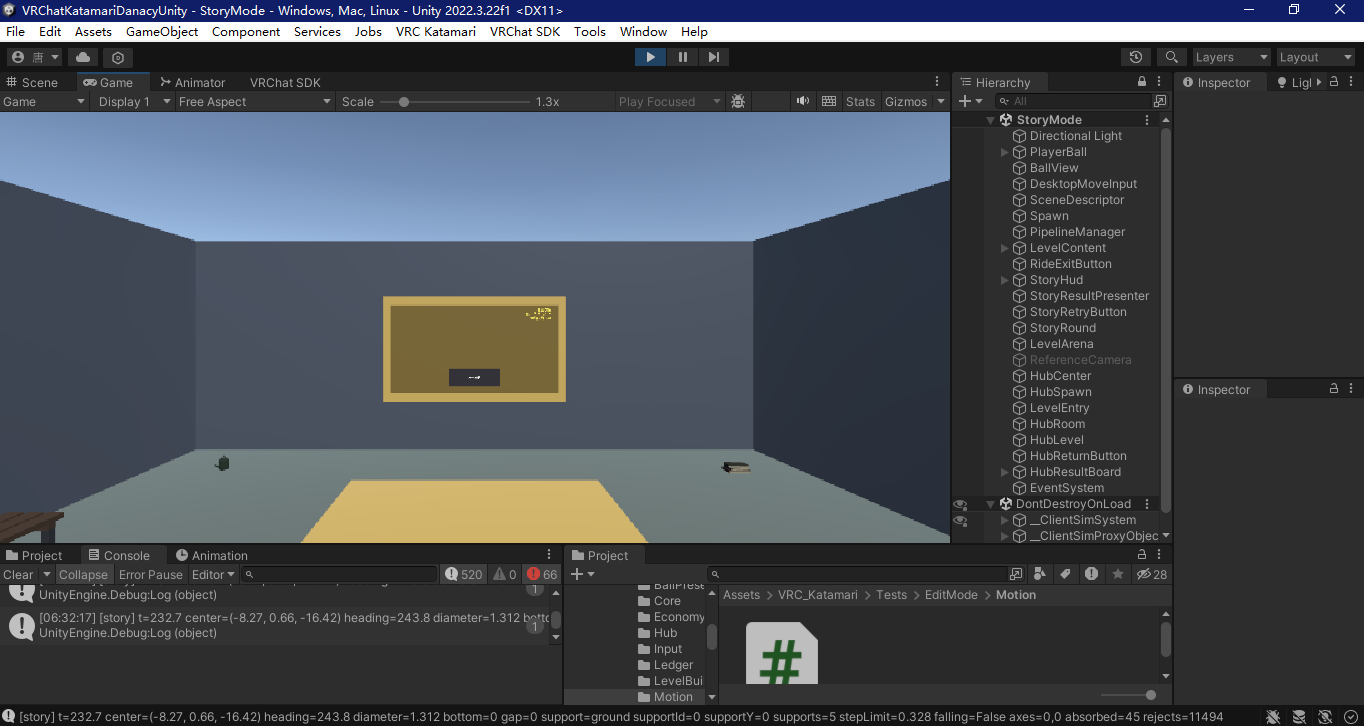 VRChatKatamariDanacyUnity - StoryMode - Windows, Mac, Linux - Unity 2022.3.22f1 <DX11>
File Edit Assets GameObject Component Services Jobs VRC Katamari VRChat SDK Tools Window Help
Layers Layout
Scene Game Animator VRChat SDK
Game Display 1 Free Aspect Scale 1.3x Play Focused Stats Gizmos
Hierarchy
All
StoryMode
Directional Light
PlayerBall
BallView
DesktopMoveInput
SceneDescriptor
Spawn
PipelineManager
LevelContent
RideExitButton
StoryHud
StoryResultPresenter
StoryRetryButton
StoryRound
LevelArena
ReferenceCamera
HubCenter
HubSpawn
LevelEntry
HubRoom
HubLevel
HubReturnButton
HubResultBoard
EventSystem
DontDestroyOnLoad
__ClientSimSystem
__ClientSimProxyObjec
Inspector Ligl
Inspector
Project Console Animation
Clear Collapse Error Pause Editor 520 0 66
UnityEngine.Debug:Log (object) 1
[06:32:17] [story] t=232.7 center=(-8.27, 0.66, -16.42) heading=243.8 diameter=1.312 botto
UnityEngine.Debug:Log (object) 1
Project
28
Core
Economy
Hub
Input
Ledger
LevelBui
Motion
Assets > VRC_Katamari > Tests > EditMode > Motion
#
[story] t=232.7 center=(-8.27, 0.66, -16.42) heading=243.8 diameter=1.312 bottom=0 gap=0 support=ground supportId=0 supportY=0 supports=5 stepLimit=0.328 falling=False axes=0,0 absorbed=45 rejects=11494